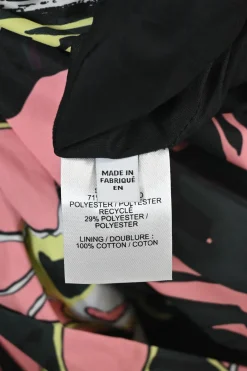 MADE IN
FABRIQUÉ
EN
POLYESTER / POLYESTER
RECYCLÉ
29% POLYESTER /
POLYESTER
LINING / DOUBLURE :
100% COTTON / COTON